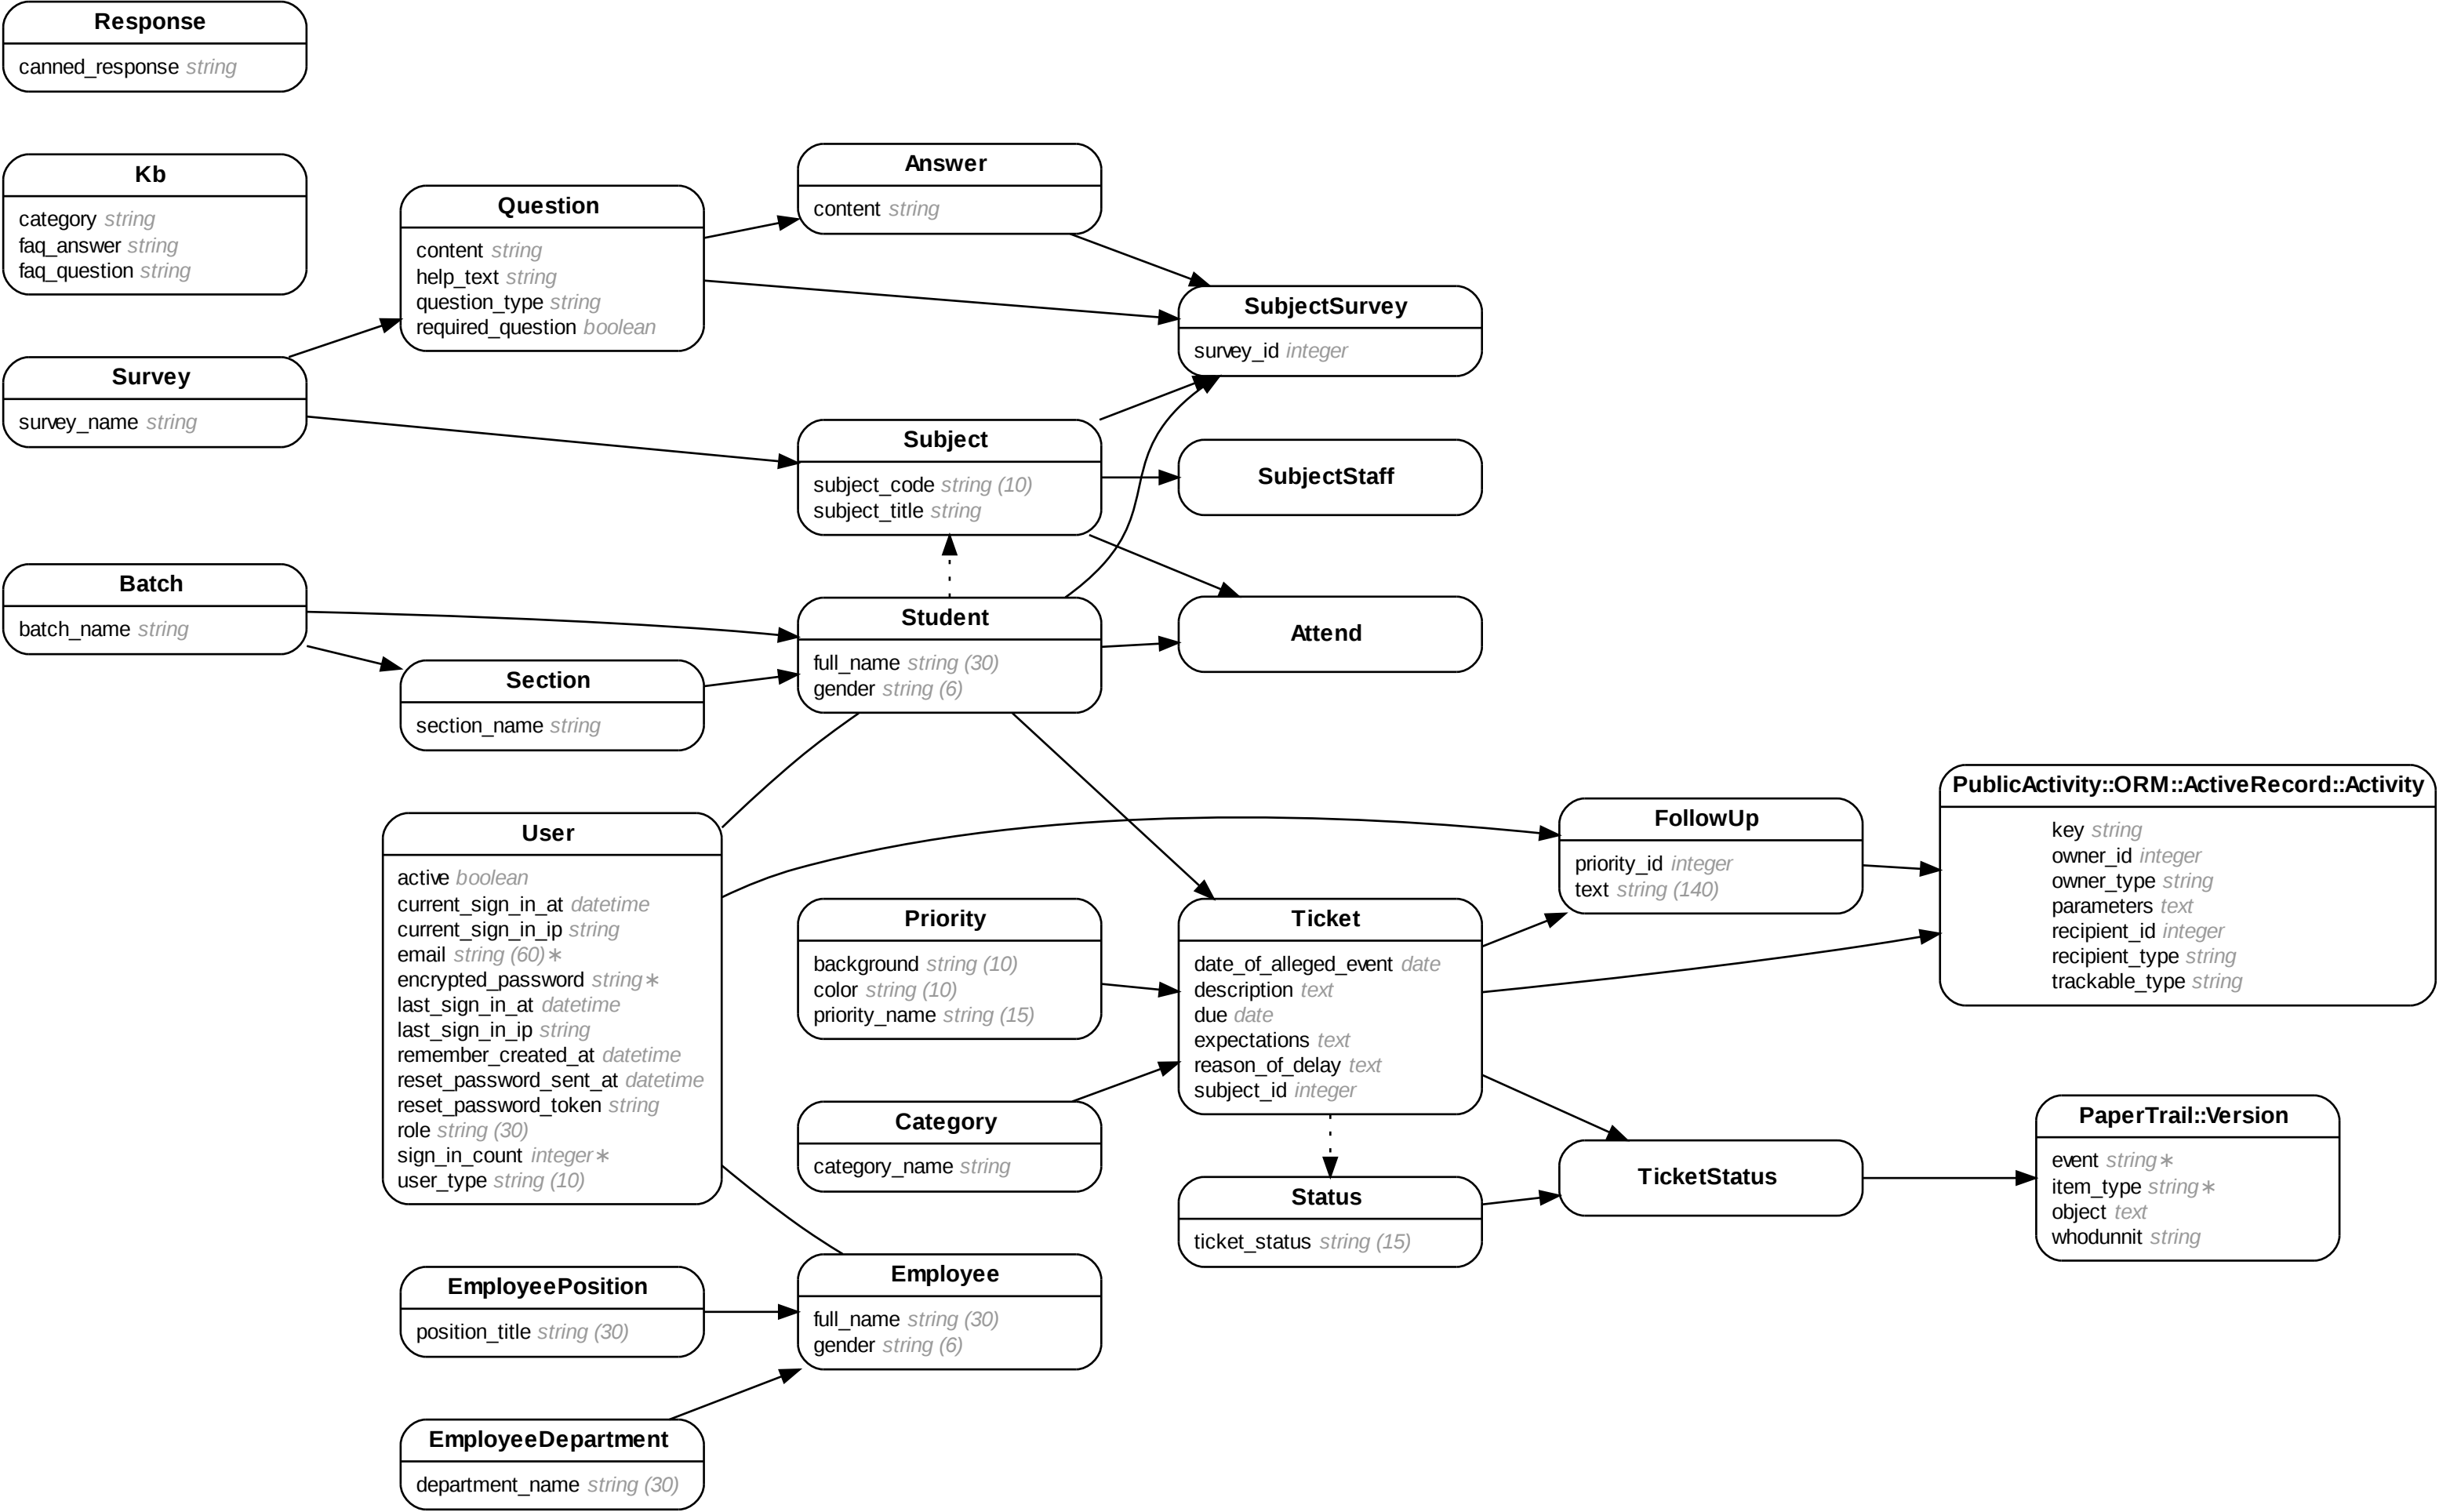 Response
canned_response string
Kb
category string
faq_answer string
faq_question string
Survey
survey_name string
Batch
batch_name string
Question
content string
help_text string
question_type string
required_question boolean
Section
section_name string
User
active boolean
current_sign_in_at datetime
current_sign_in_ip string
email string (60)∗
encrypted_password string∗
last_sign_in_at datetime
last_sign_in_ip string
remember_created_at datetime
reset_password_sent_at datetime
reset_password_token string
role string (30)
sign_in_count integer∗
user_type string (10)
EmployeePosition
position_title string (30)
EmployeeDepartment
department_name string (30)
Answer
content string
Subject
subject_code string (10)
subject_title string
Student
full_name string (30)
gender string (6)
Priority
background string (10)
color string (10)
priority_name string (15)
Category
category_name string
Employee
full_name string (30)
gender string (6)
SubjectSurvey
survey_id integer
SubjectStaff
Attend
Ticket
date_of_alleged_event date
description text
due date
expectations text
reason_of_delay text
subject_id integer
Status
ticket_status string (15)
FollowUp
priority_id integer
text string (140)
TicketStatus
PublicActivity::ORM::ActiveRecord::Activity
key string
owner_id integer
owner_type string
parameters text
recipient_id integer
recipient_type string
trackable_type string
PaperTrail::Version
event string∗
item_type string∗
object text
whodunnit string